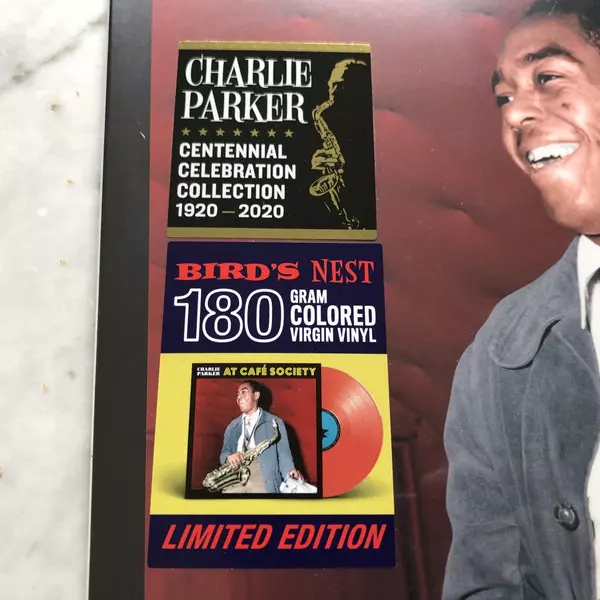 CHARLIE
PARKER
CENTENNIAL
CELEBRATION
COLLECTION
1920 — 2020
BIRD'S NEST
180 GRAM
COLORED
VIRGIN VINYL
CHARLIE
PARKER
AT CAFÉ SOCIETY
LIMITED EDITION